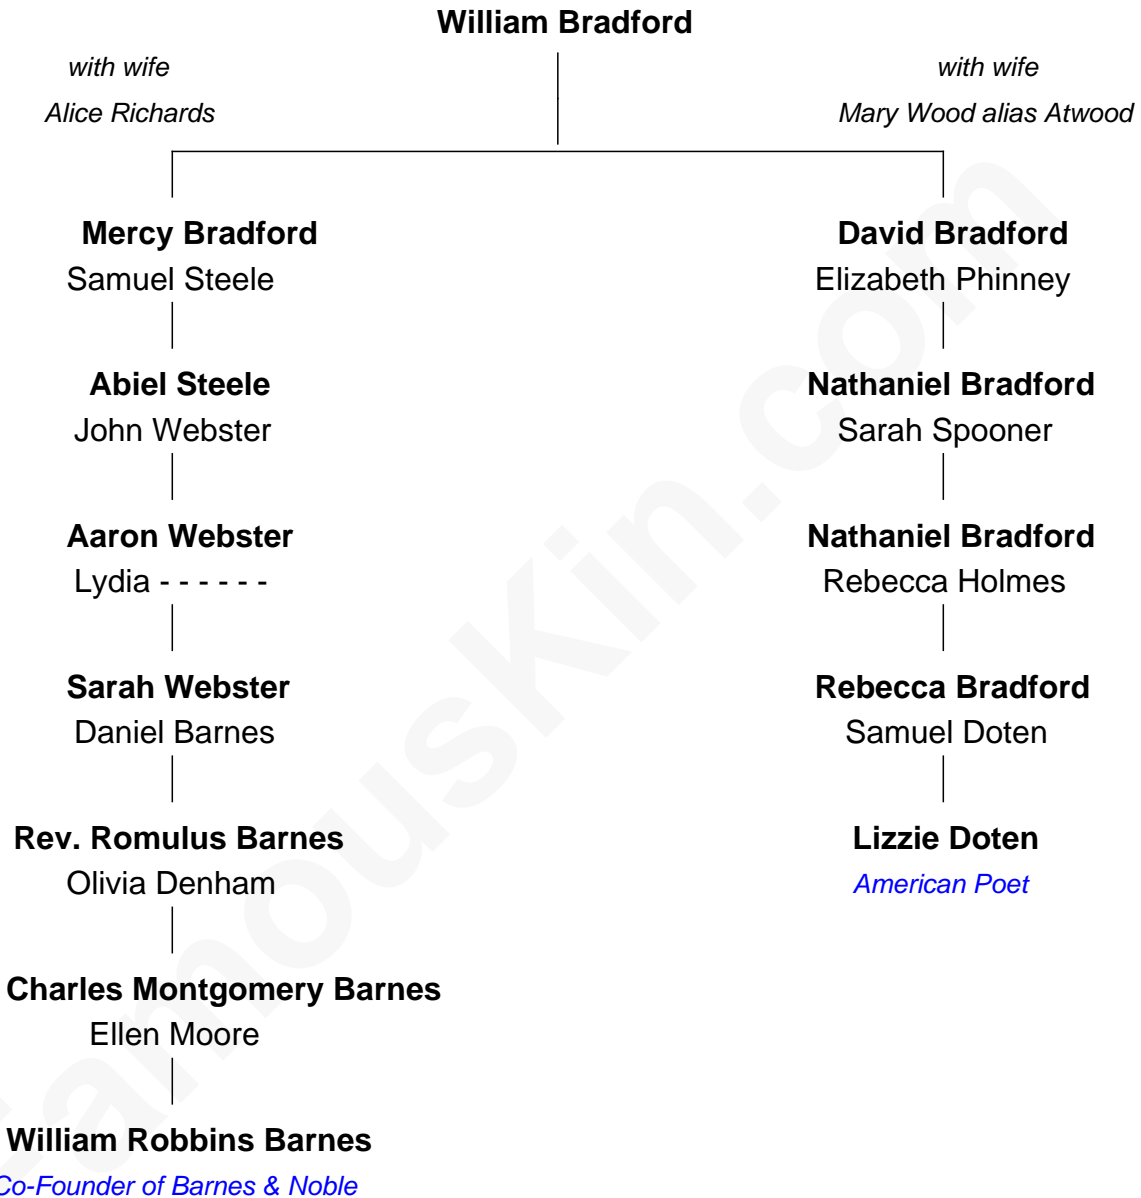 William Bradford
with wife
Alice Richards
with wife
Mary Wood alias Atwood
Mercy Bradford
Samuel Steele
David Bradford
Elizabeth Phinney
Abiel Steele
John Webster
Nathaniel Bradford
Sarah Spooner
Aaron Webster
Lydia - - - - - -
Nathaniel Bradford
Rebecca Holmes
Sarah Webster
Daniel Barnes
Rebecca Bradford
Samuel Doten
Rev. Romulus Barnes
Olivia Denham
Lizzie Doten
American Poet
Charles Montgomery Barnes
Ellen Moore
William Robbins Barnes
Co-Founder of Barnes & Noble
FamousKin.com